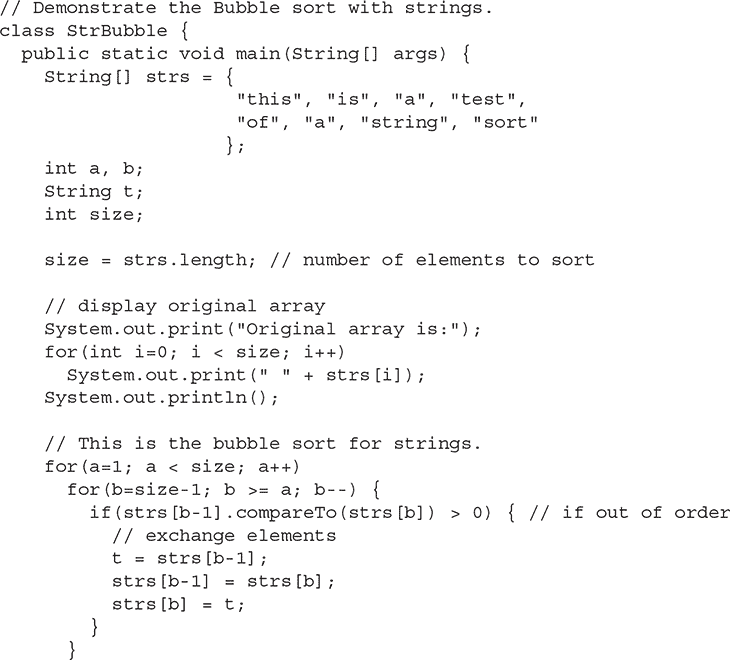 // Demonstrate the Bubble sort with strings.
class StrBubble {
  public static void main(String[] args) {
    String[] strs = {
                     "this", "is", "a", "test",
                     "of", "a", "string", "sort"
                    };
    int a, b;
    String t;
    int size;

    size = strs.length; // number of elements to sort

    // display original array
    System.out.print("Original array is:");
    for(int i=0; i < size; i++)
      System.out.print(" " + strs[i]);
    System.out.println();

    // This is the bubble sort for strings.
    for(a=1; a < size; a++)
      for(b=size-1; b >= a; b--) {
        if(strs[b-1].compareTo(strs[b]) > 0) { // if out of order
          // exchange elements
          t = strs[b-1];
          strs[b-1] = strs[b];
          strs[b] = t;
        }
      }